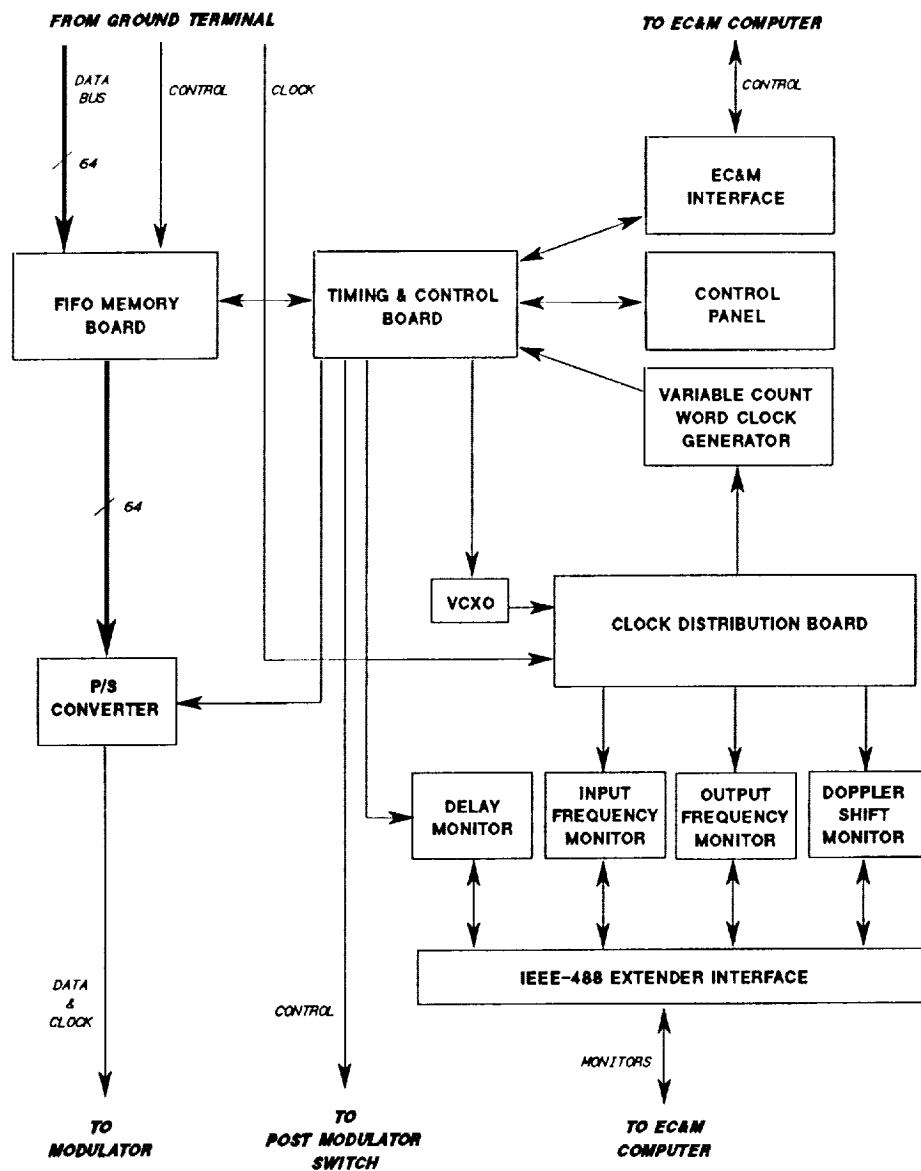 FROM GROUND TERMINAL
TO EC&M COMPUTER
DATA
BUS
CONTROL
CLOCK
CONTROL
64
EC&M
INTERFACE
FIFO MEMORY
BOARD
TIMING & CONTROL
BOARD
CONTROL
PANEL
VARIABLE COUNT
WORD CLOCK
GENERATOR
64
VCXO
CLOCK DISTRIBUTION BOARD
P/S
CONVERTER
DELAY
MONITOR
INPUT
FREQUENCY
MONITOR
OUTPUT
FREQUENCY
MONITOR
DOPPLER
SHIFT
MONITOR
IEEE-488 EXTENDER INTERFACE
DATA
&
CLOCK
CONTROL
MONITORS
TO
MODULATOR
TO
POST MODULATOR
SWITCH
TO EC&M
COMPUTER